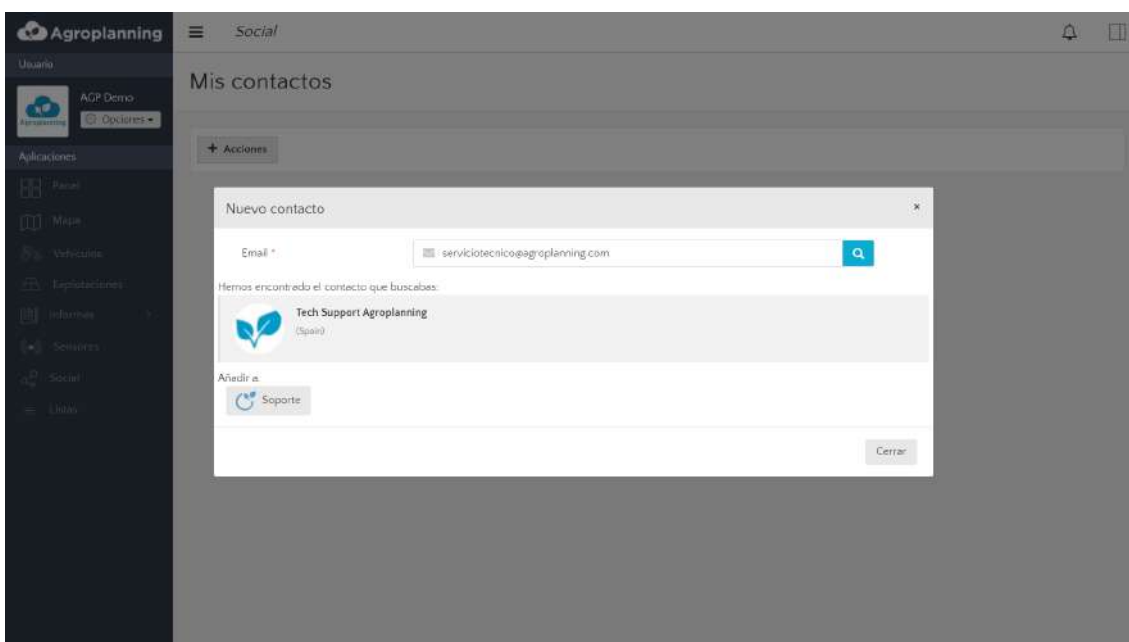 Agroplanning
Social
Usuario
AGP Demo
Opciones
Mis contactos
Aplicaciones
+ Acciones
Panel
Mapa
Vehículos
Explotaciones
Informes
Sensores
Social
Listas
Nuevo contacto
×
Email *
serviciotecnico@agroplanning.com
Hemos encontrado el contacto que buscabas:
Tech Support Agroplanning
(Spain)
Añadir a:
Soporte
Cerrar